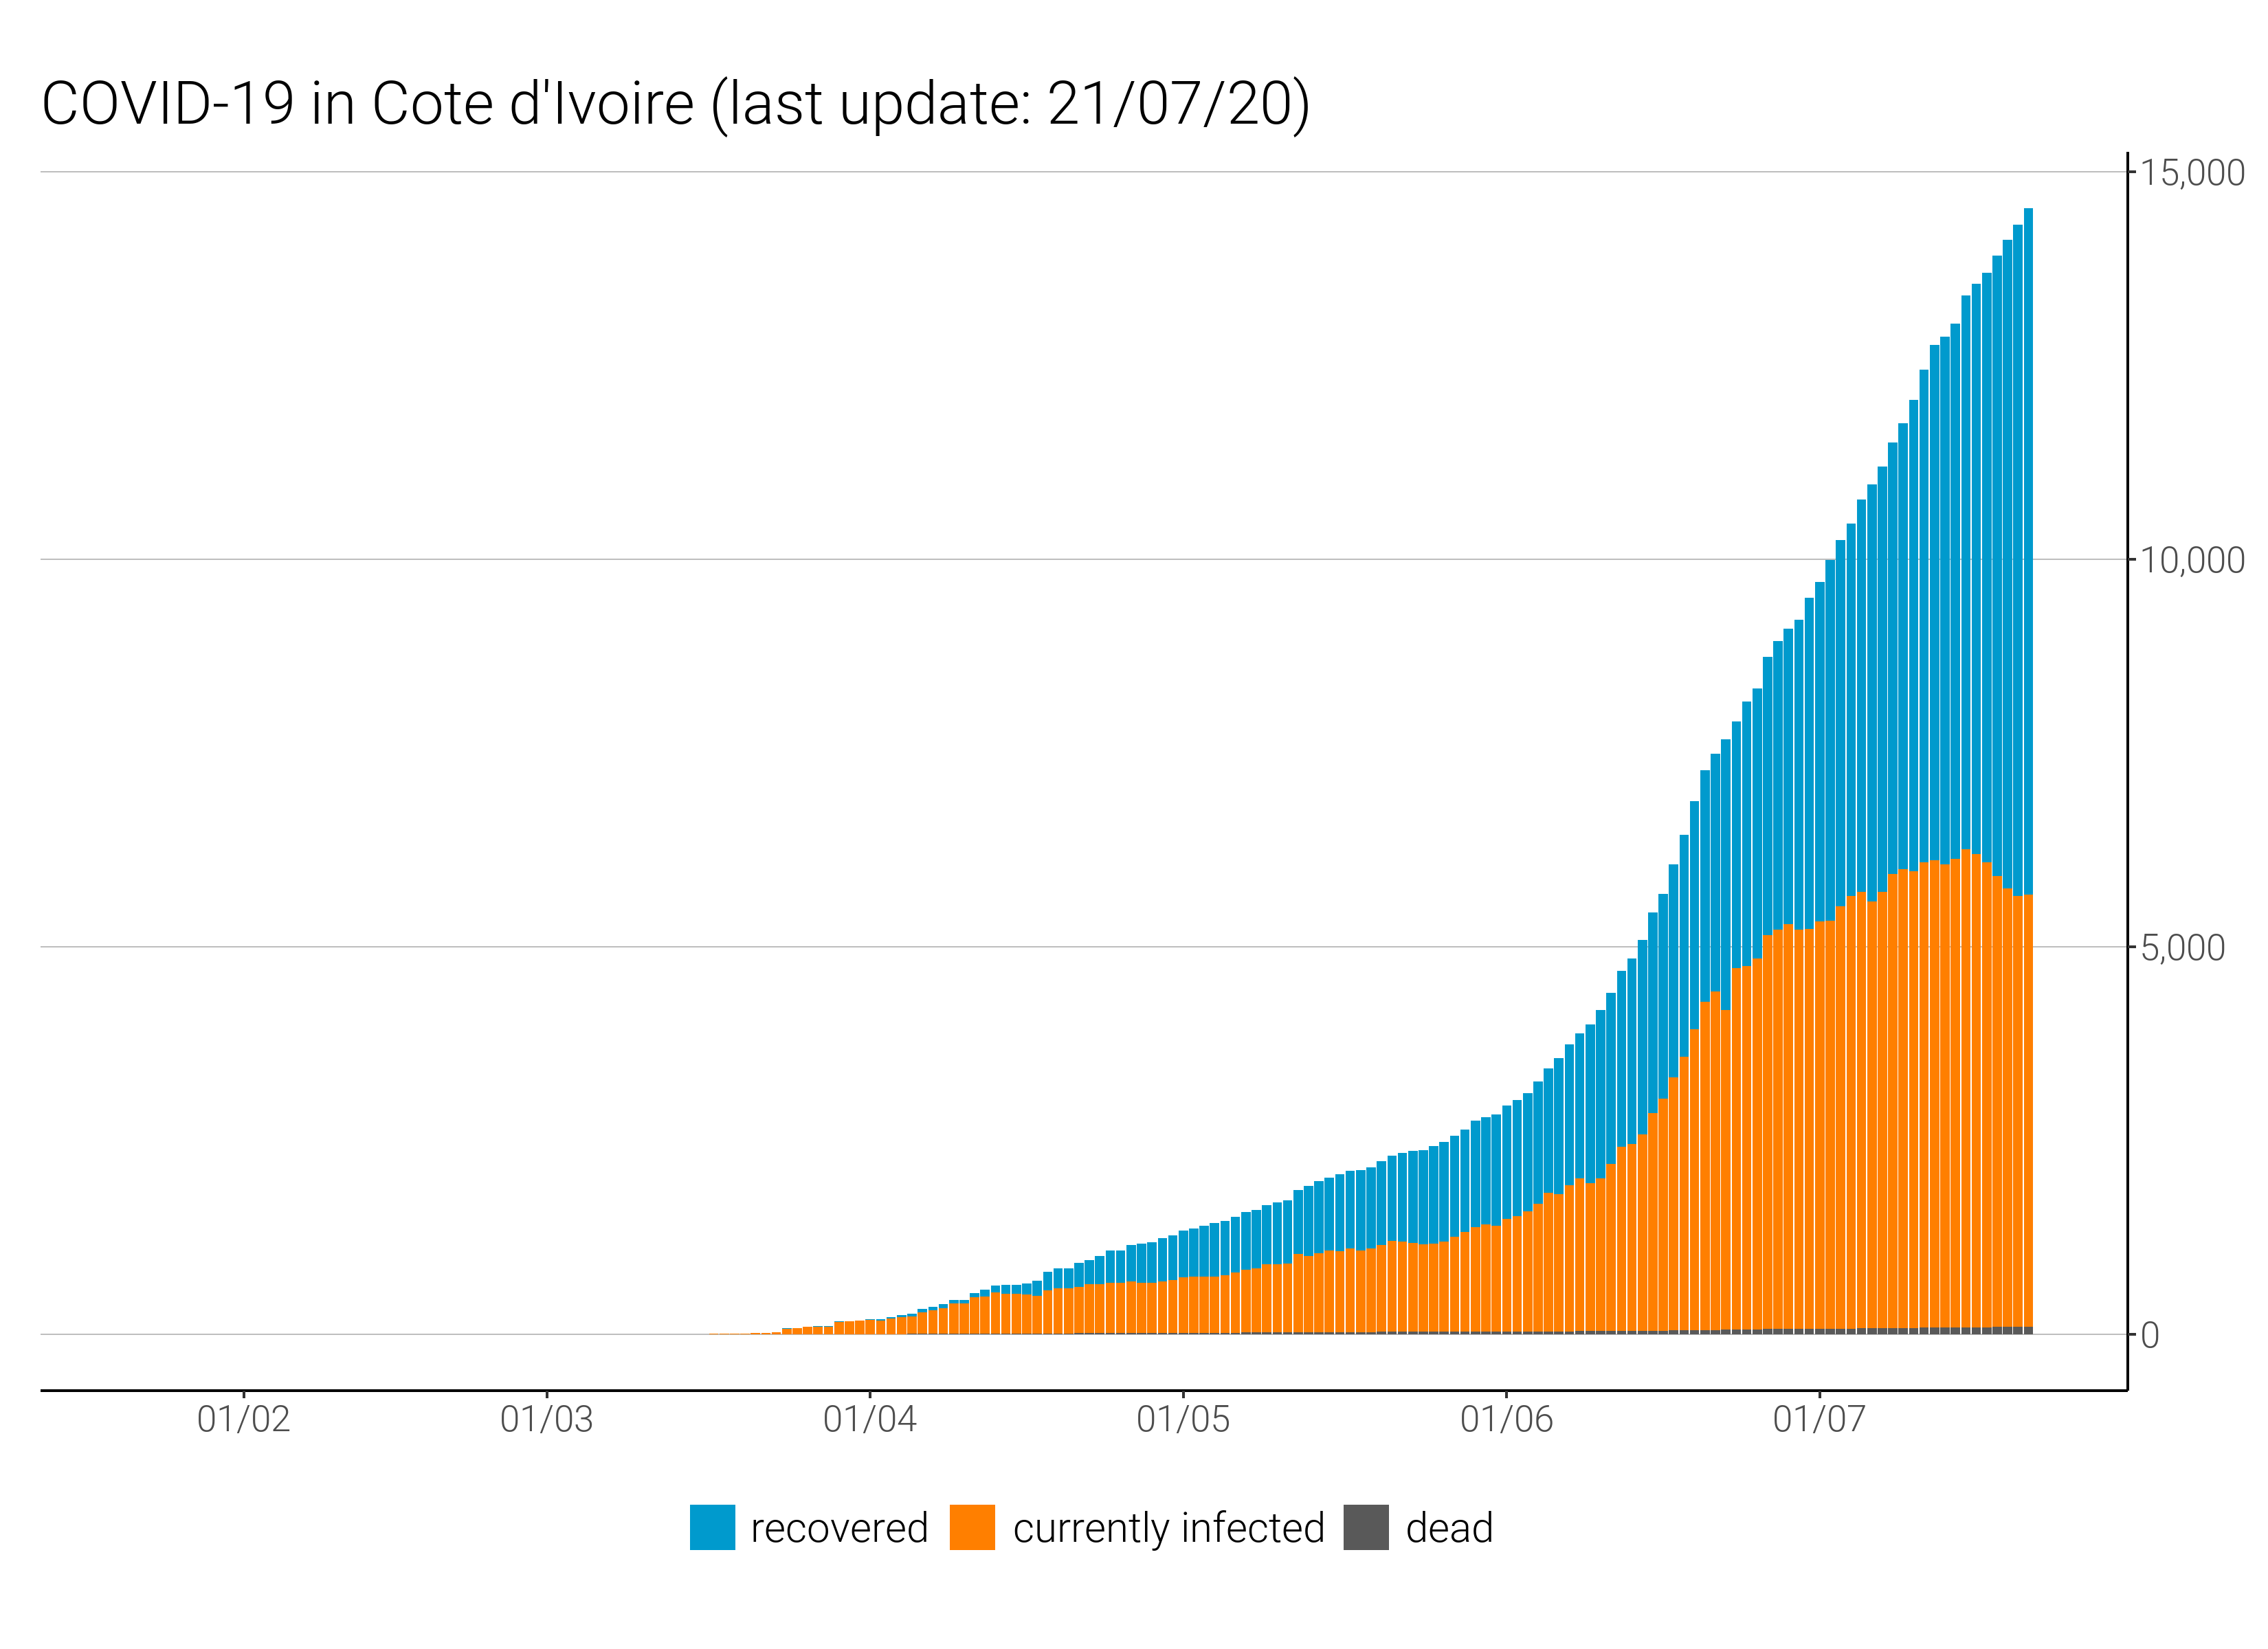 COVID-19 in Cote d'Ivoire (last update: 21/07/20)
15,000
10,000
5,000
0
01/02 01/03 01/04 01/05 01/06 01/07
recovered currently infected dead